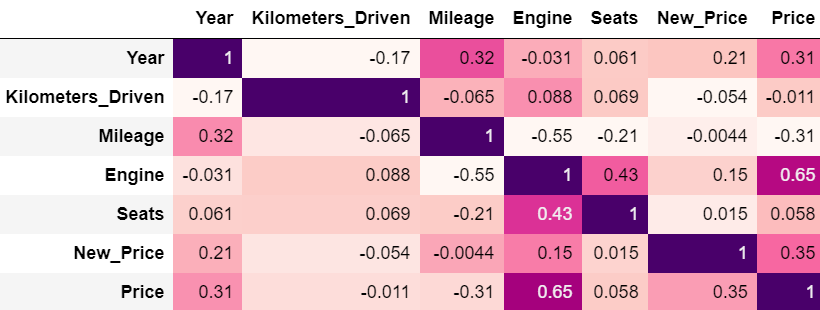 Year Kilometers_Driven Mileage Engine Seats New_Price Price
Year 1 -0.17 0.32 -0.031 0.061 0.21 0.31
Kilometers_Driven -0.17 1 -0.065 0.088 0.069 -0.054 -0.011
Mileage 0.32 -0.065 1 -0.55 -0.21 -0.0044 -0.31
Engine -0.031 0.088 -0.55 1 0.43 0.15 0.65
Seats 0.061 0.069 -0.21 0.43 1 0.015 0.058
New_Price 0.21 -0.054 -0.0044 0.15 0.015 1 0.35
Price 0.31 -0.011 -0.31 0.65 0.058 0.35 1